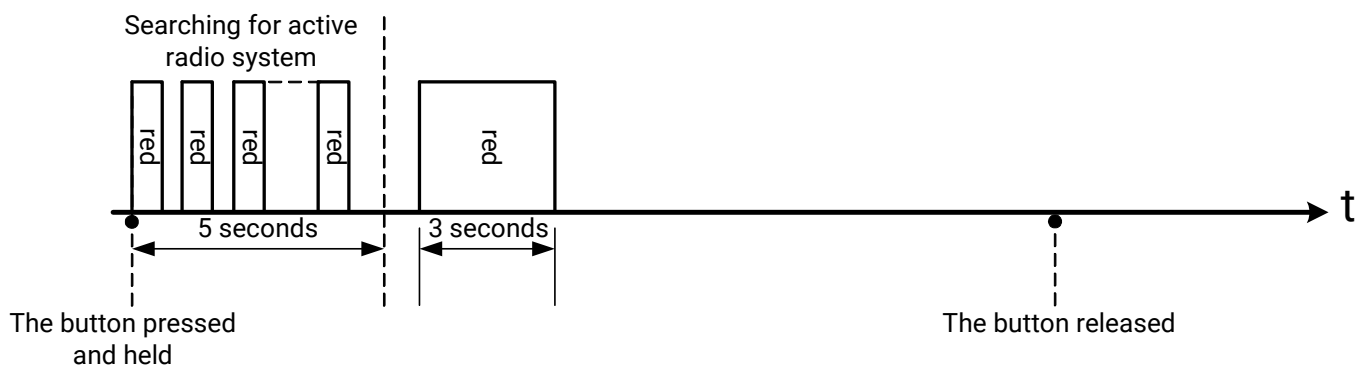 Searching for active
radio system
red
red
red
red
red
t
5 seconds
3 seconds
The button pressed
and held
The button released